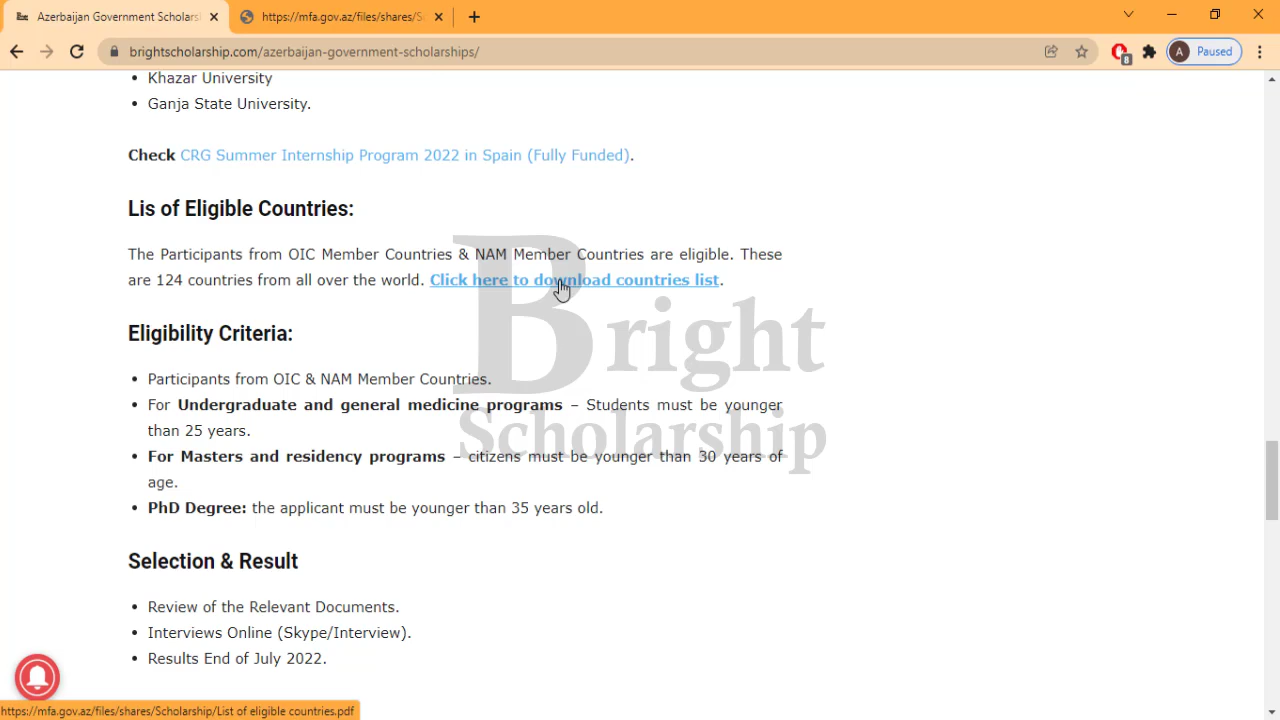 Azerbaijan Government Scholars
https://mfa.gov.az/files/shares/S
brightscholarship.com/azerbaijan-government-scholarships/
8
A
Paused
• Khazar University
• Ganja State University.
Check CRG Summer Internship Program 2022 in Spain (Fully Funded).
Lis of Eligible Countries:
The Participants from OIC Member Countries & NAM Member Countries are eligible. These
are 124 countries from all over the world. Click here to download countries list.
Eligibility Criteria:
• Participants from OIC & NAM Member Countries.
• For Undergraduate and general medicine programs – Students must be younger
than 25 years.
• For Masters and residency programs – citizens must be younger than 30 years of
age.
• PhD Degree: the applicant must be younger than 35 years old.
Selection & Result
• Review of the Relevant Documents.
• Interviews Online (Skype/Interview).
• Results End of July 2022.
Bright
Scholarship
https://mfa.gov.az/files/shares/Scholarship/List of eligible countries.pdf